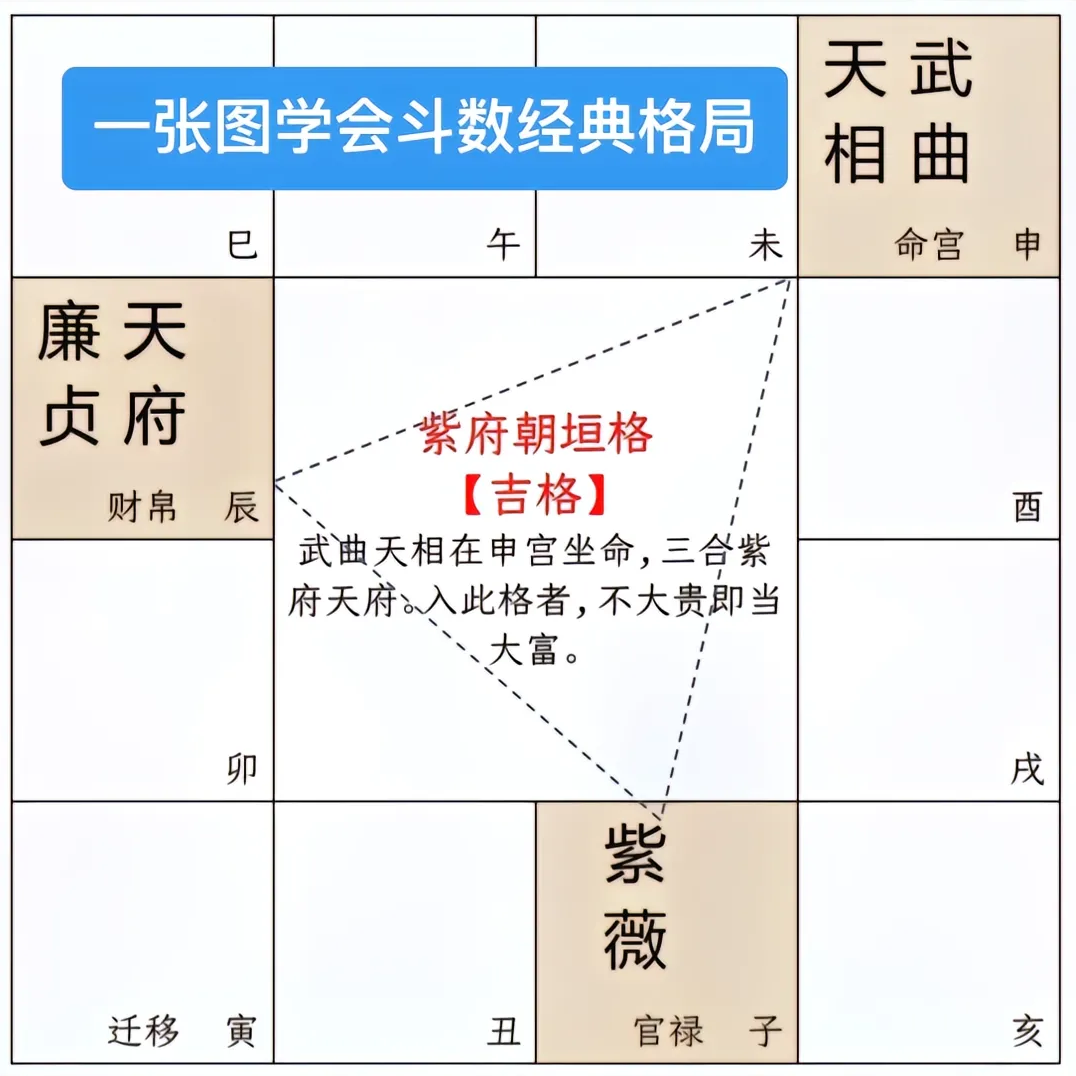 一张图学会斗数经典格局
天 武
相 曲
巳
午
未
命宫 申
廉 天
贞 府
财帛 辰
紫府朝垣格
【吉格】
武曲天相在申宫坐命，三合紫
府天府。入此格者，不大贵即当
大富。
酉
卯
戌
紫
薇
迁移 寅
丑
官禄 子
亥